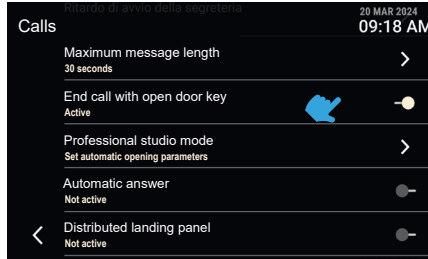 Ritardo di avvio della segreteria
20 MAR 2024
Calls
09:18 AM
Maximum message length
30 seconds
End call with open door key
Active
Professional studio mode
Set automatic opening parameters
Automatic answer
Not active
Distributed landing panel
Not active